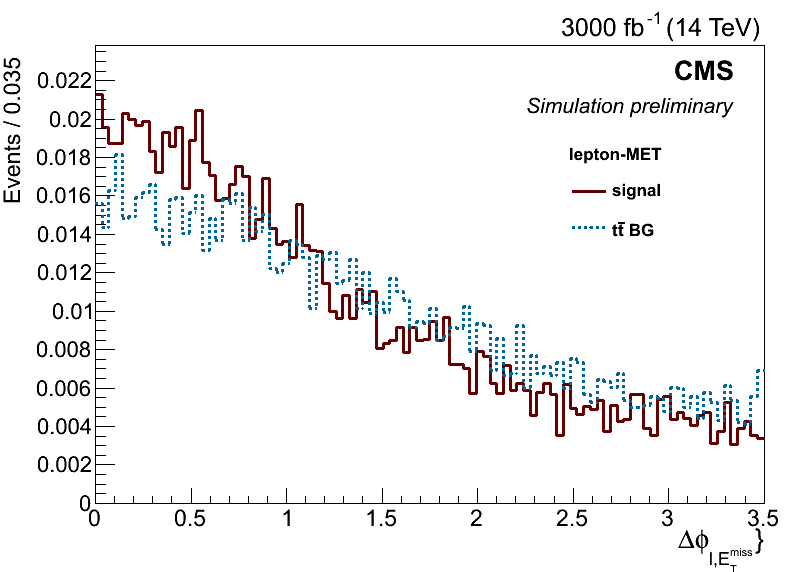 3000 fb⁻¹ (14 TeV)
CMS
Simulation preliminary
lepton-MET
signal
tt̄ BG
Events / 0.035
0.022
0.02
0.018
0.016
0.014
0.012
0.01
0.008
0.006
0.004
0.002
0
0 0.5 1 1.5 2 2.5 3 3.5
Δϕ_{l,E_T^{miss}}}